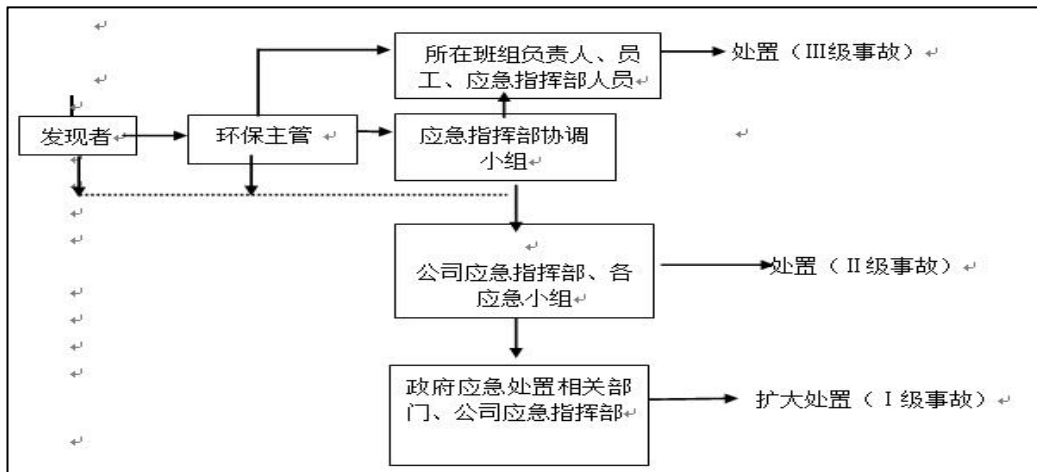 所在班组负责人、员
工、应急指挥部人员
处置（Ⅲ级事故）
发现者
环保主管
应急指挥部协调
小组
公司应急指挥部、各
应急小组
处置（Ⅱ级事故）
政府应急处置相关部
门、公司应急指挥部
扩大处置（Ⅰ级事故）